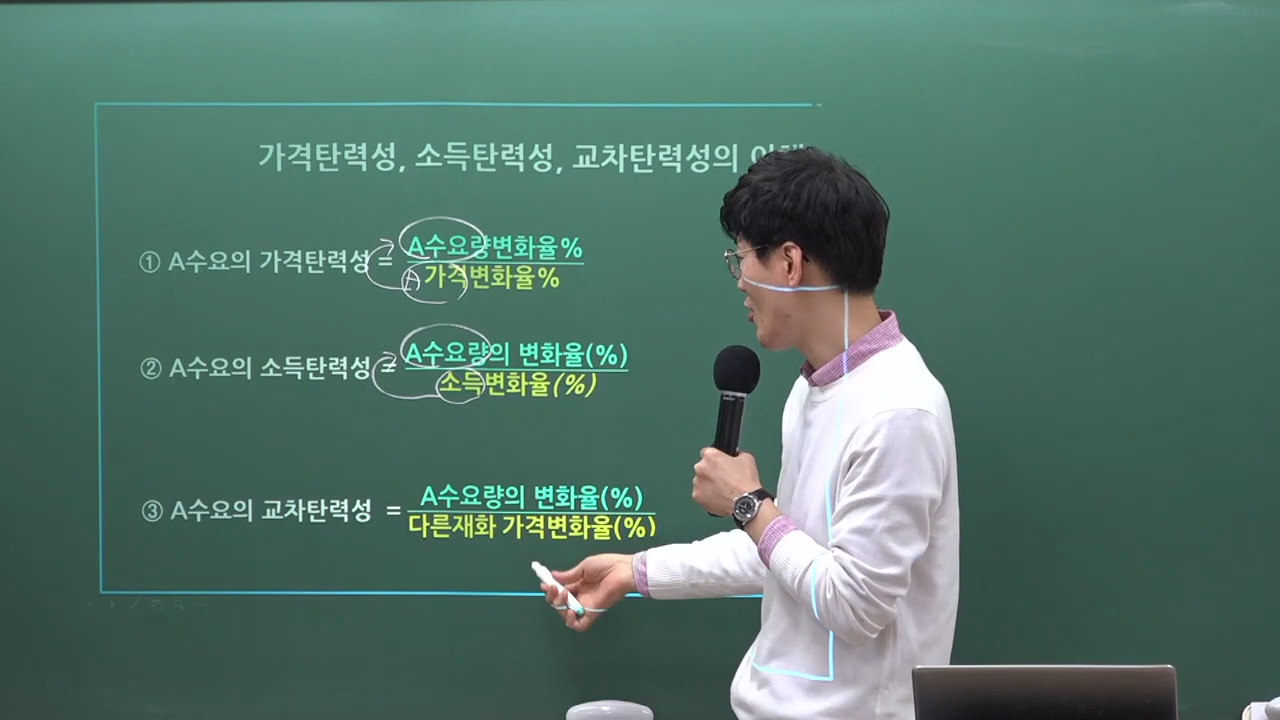 가격탄력성, 소득탄력성, 교차탄력성의
① A수요의 가격탄력성 = A수요량변화율%
A 가격변화율%
② A수요의 소득탄력성 = A수요량의 변화율(%)
소득변화율(%)
③ A수요의 교차탄력성 = A수요량의 변화율(%)
다른재화 가격변화율(%)